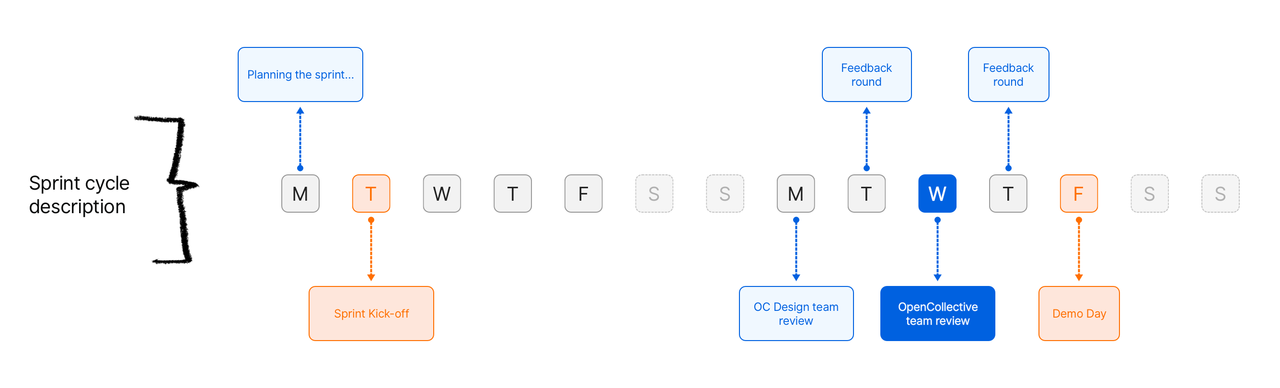 Planning the sprint...
Feedback
round
Feedback
round
Sprint cycle
description
M T W T F S S M T W T F S S
Sprint Kick-off
OC Design team
review
OpenCollective
team review
Demo Day